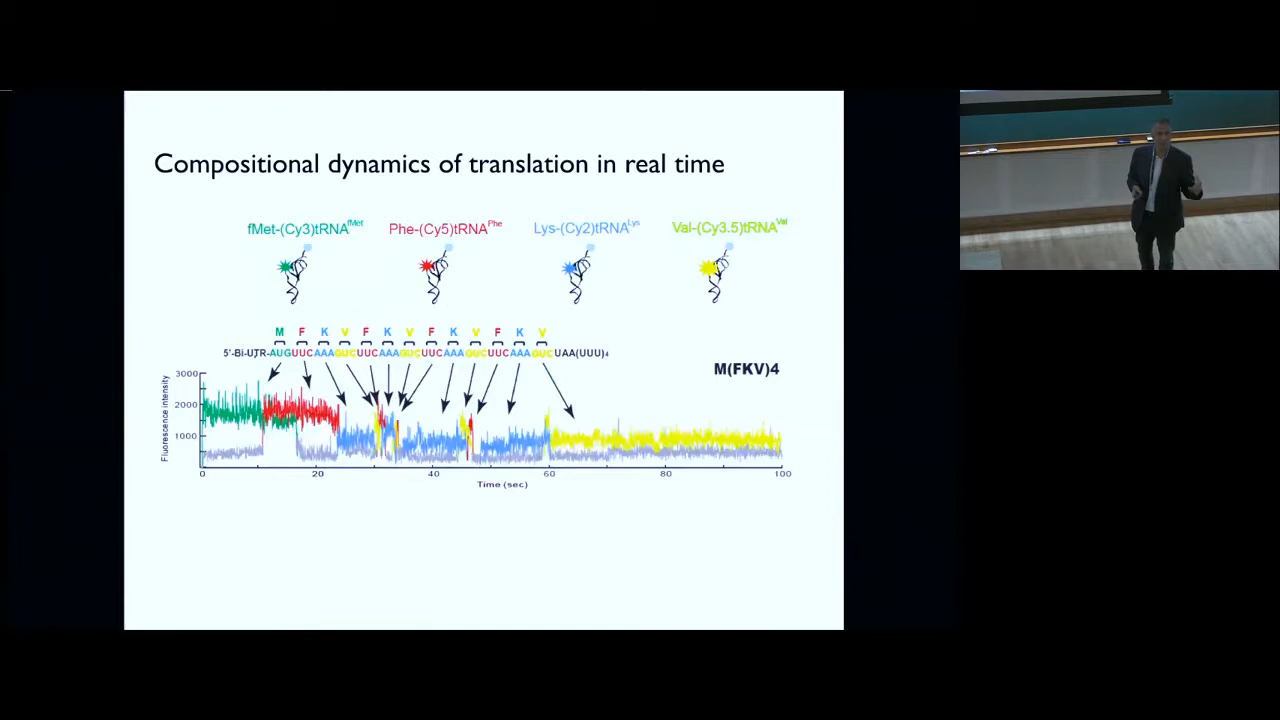 Compositional dynamics of translation in real time
fMet-(Cy3)tRNAfMet Phe-(Cy5)tRNAPhe Lys-(Cy2)tRNALys Val-(Cy3.5)tRNAVal
M F K V F K V F K V F K V
5'-Bi-UTR-AUGUUCAAAGUCUUCAAAGUCUUCAAAGUCUUCAAAGUCUAA(UUU)4
M(FKV)4
Fluorescence intensity
3000
2000
1000
0 20 40 60 80 100
Time (sec)